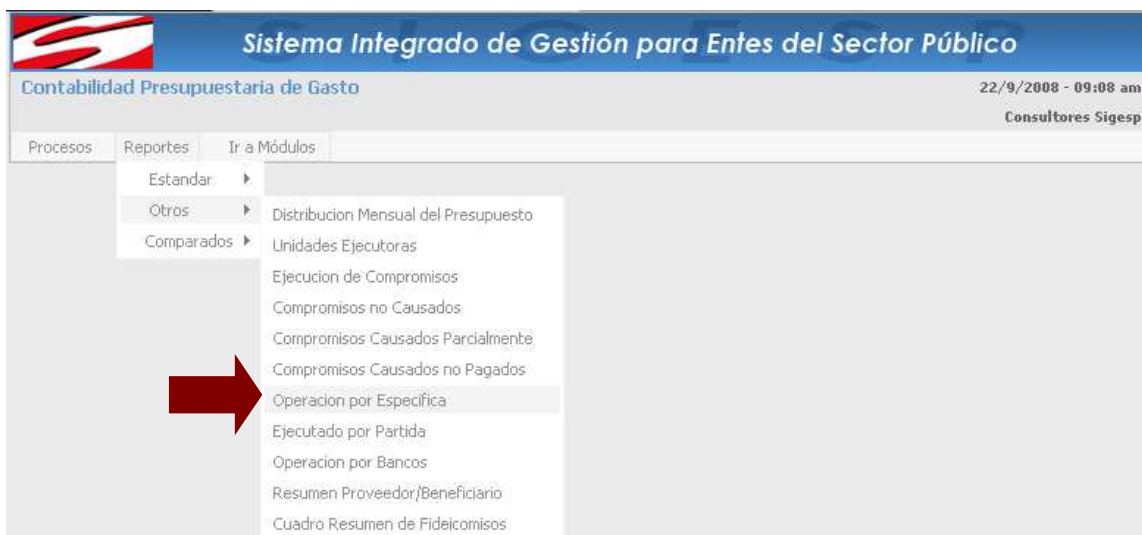 Sistema Integrado de Gestión para Entes del Sector Público
Contabilidad Presupuestaria de Gasto
22/9/2008 - 09:08 am
Consultores Sigesp
Procesos Reportes Ir a Módulos
Estandar
Otros
Comparados
Distribucion Mensual del Presupuesto
Unidades Ejecutoras
Ejecucion de Compromisos
Compromisos no Causados
Compromisos Causados Parcialmente
Compromisos Causados no Pagados
Operacion por Especifica
Ejecutado por Partida
Operacion por Bancos
Resumen Proveedor/Beneficiario
Cuadro Resumen de Fideicomisos